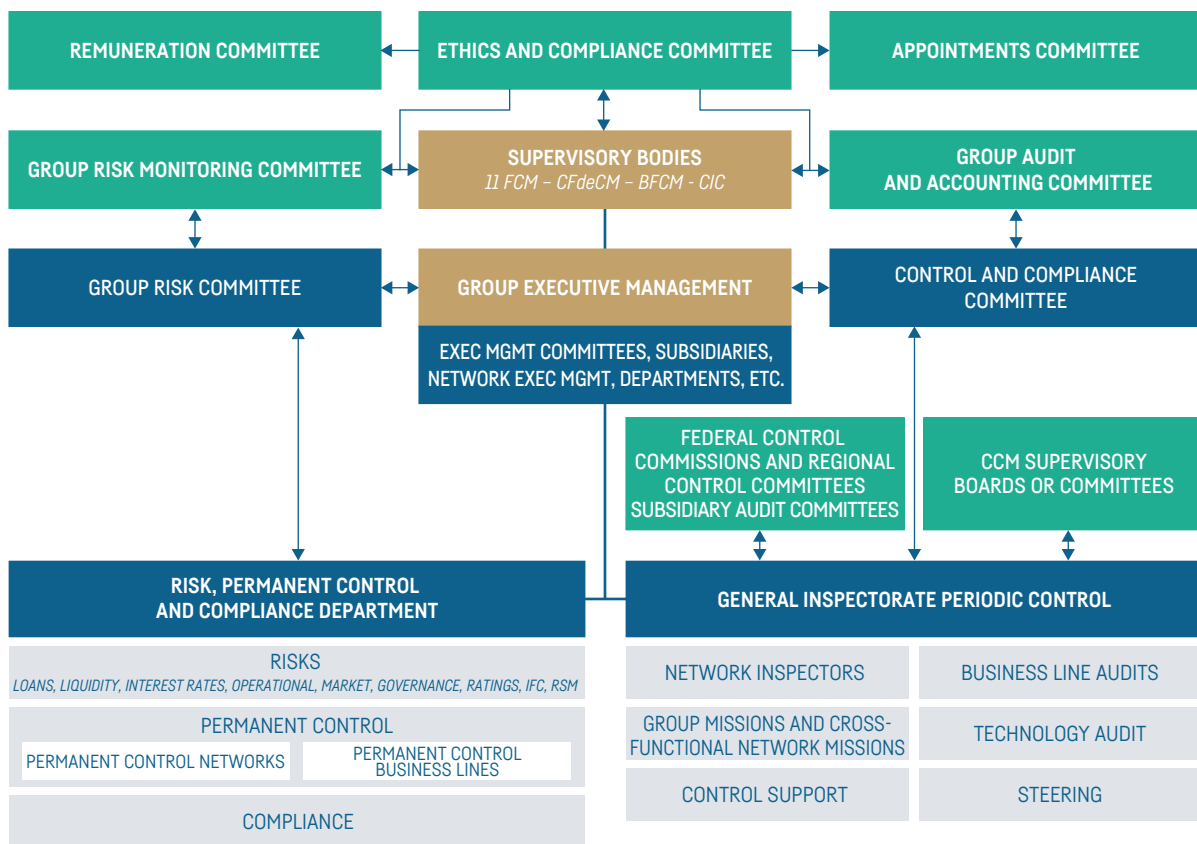 REMUNERATION COMMITTEE
ETHICS AND COMPLIANCE COMMITTEE
APPOINTMENTS COMMITTEE
GROUP RISK MONITORING COMMITTEE
SUPERVISORY BODIES
11 FCM – CFdeCM – BFCM - CIC
GROUP AUDIT
AND ACCOUNTING COMMITTEE
GROUP RISK COMMITTEE
GROUP EXECUTIVE MANAGEMENT
CONTROL AND COMPLIANCE
COMMITTEE
EXEC MGMT COMMITTEES, SUBSIDIARIES,
NETWORK EXEC MGMT, DEPARTMENTS, ETC.
FEDERAL CONTROL
COMMISSIONS AND REGIONAL
CONTROL COMMITTEES
SUBSIDIARY AUDIT COMMITTEES
CCM SUPERVISORY
BOARDS OR COMMITTEES
RISK, PERMANENT CONTROL
AND COMPLIANCE DEPARTMENT
GENERAL INSPECTORATE PERIODIC CONTROL
RISKS
LOANS, LIQUIDITY, INTEREST RATES, OPERATIONAL, MARKET, GOVERNANCE, RATINGS, IFC, RSM
PERMANENT CONTROL
PERMANENT CONTROL NETWORKS
PERMANENT CONTROL
BUSINESS LINES
COMPLIANCE
NETWORK INSPECTORS
BUSINESS LINE AUDITS
GROUP MISSIONS AND CROSS-
FUNCTIONAL NETWORK MISSIONS
TECHNOLOGY AUDIT
CONTROL SUPPORT
STEERING